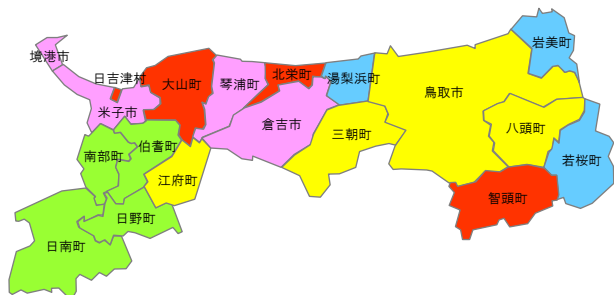 岩美町
境港市
日吉津村
大山町
琴浦町
北栄町
湯梨浜町
鳥取市
米子市
倉吉市
三朝町
八頭町
南部町
伯耆町
若桜町
江府町
智頭町
日野町
日南町